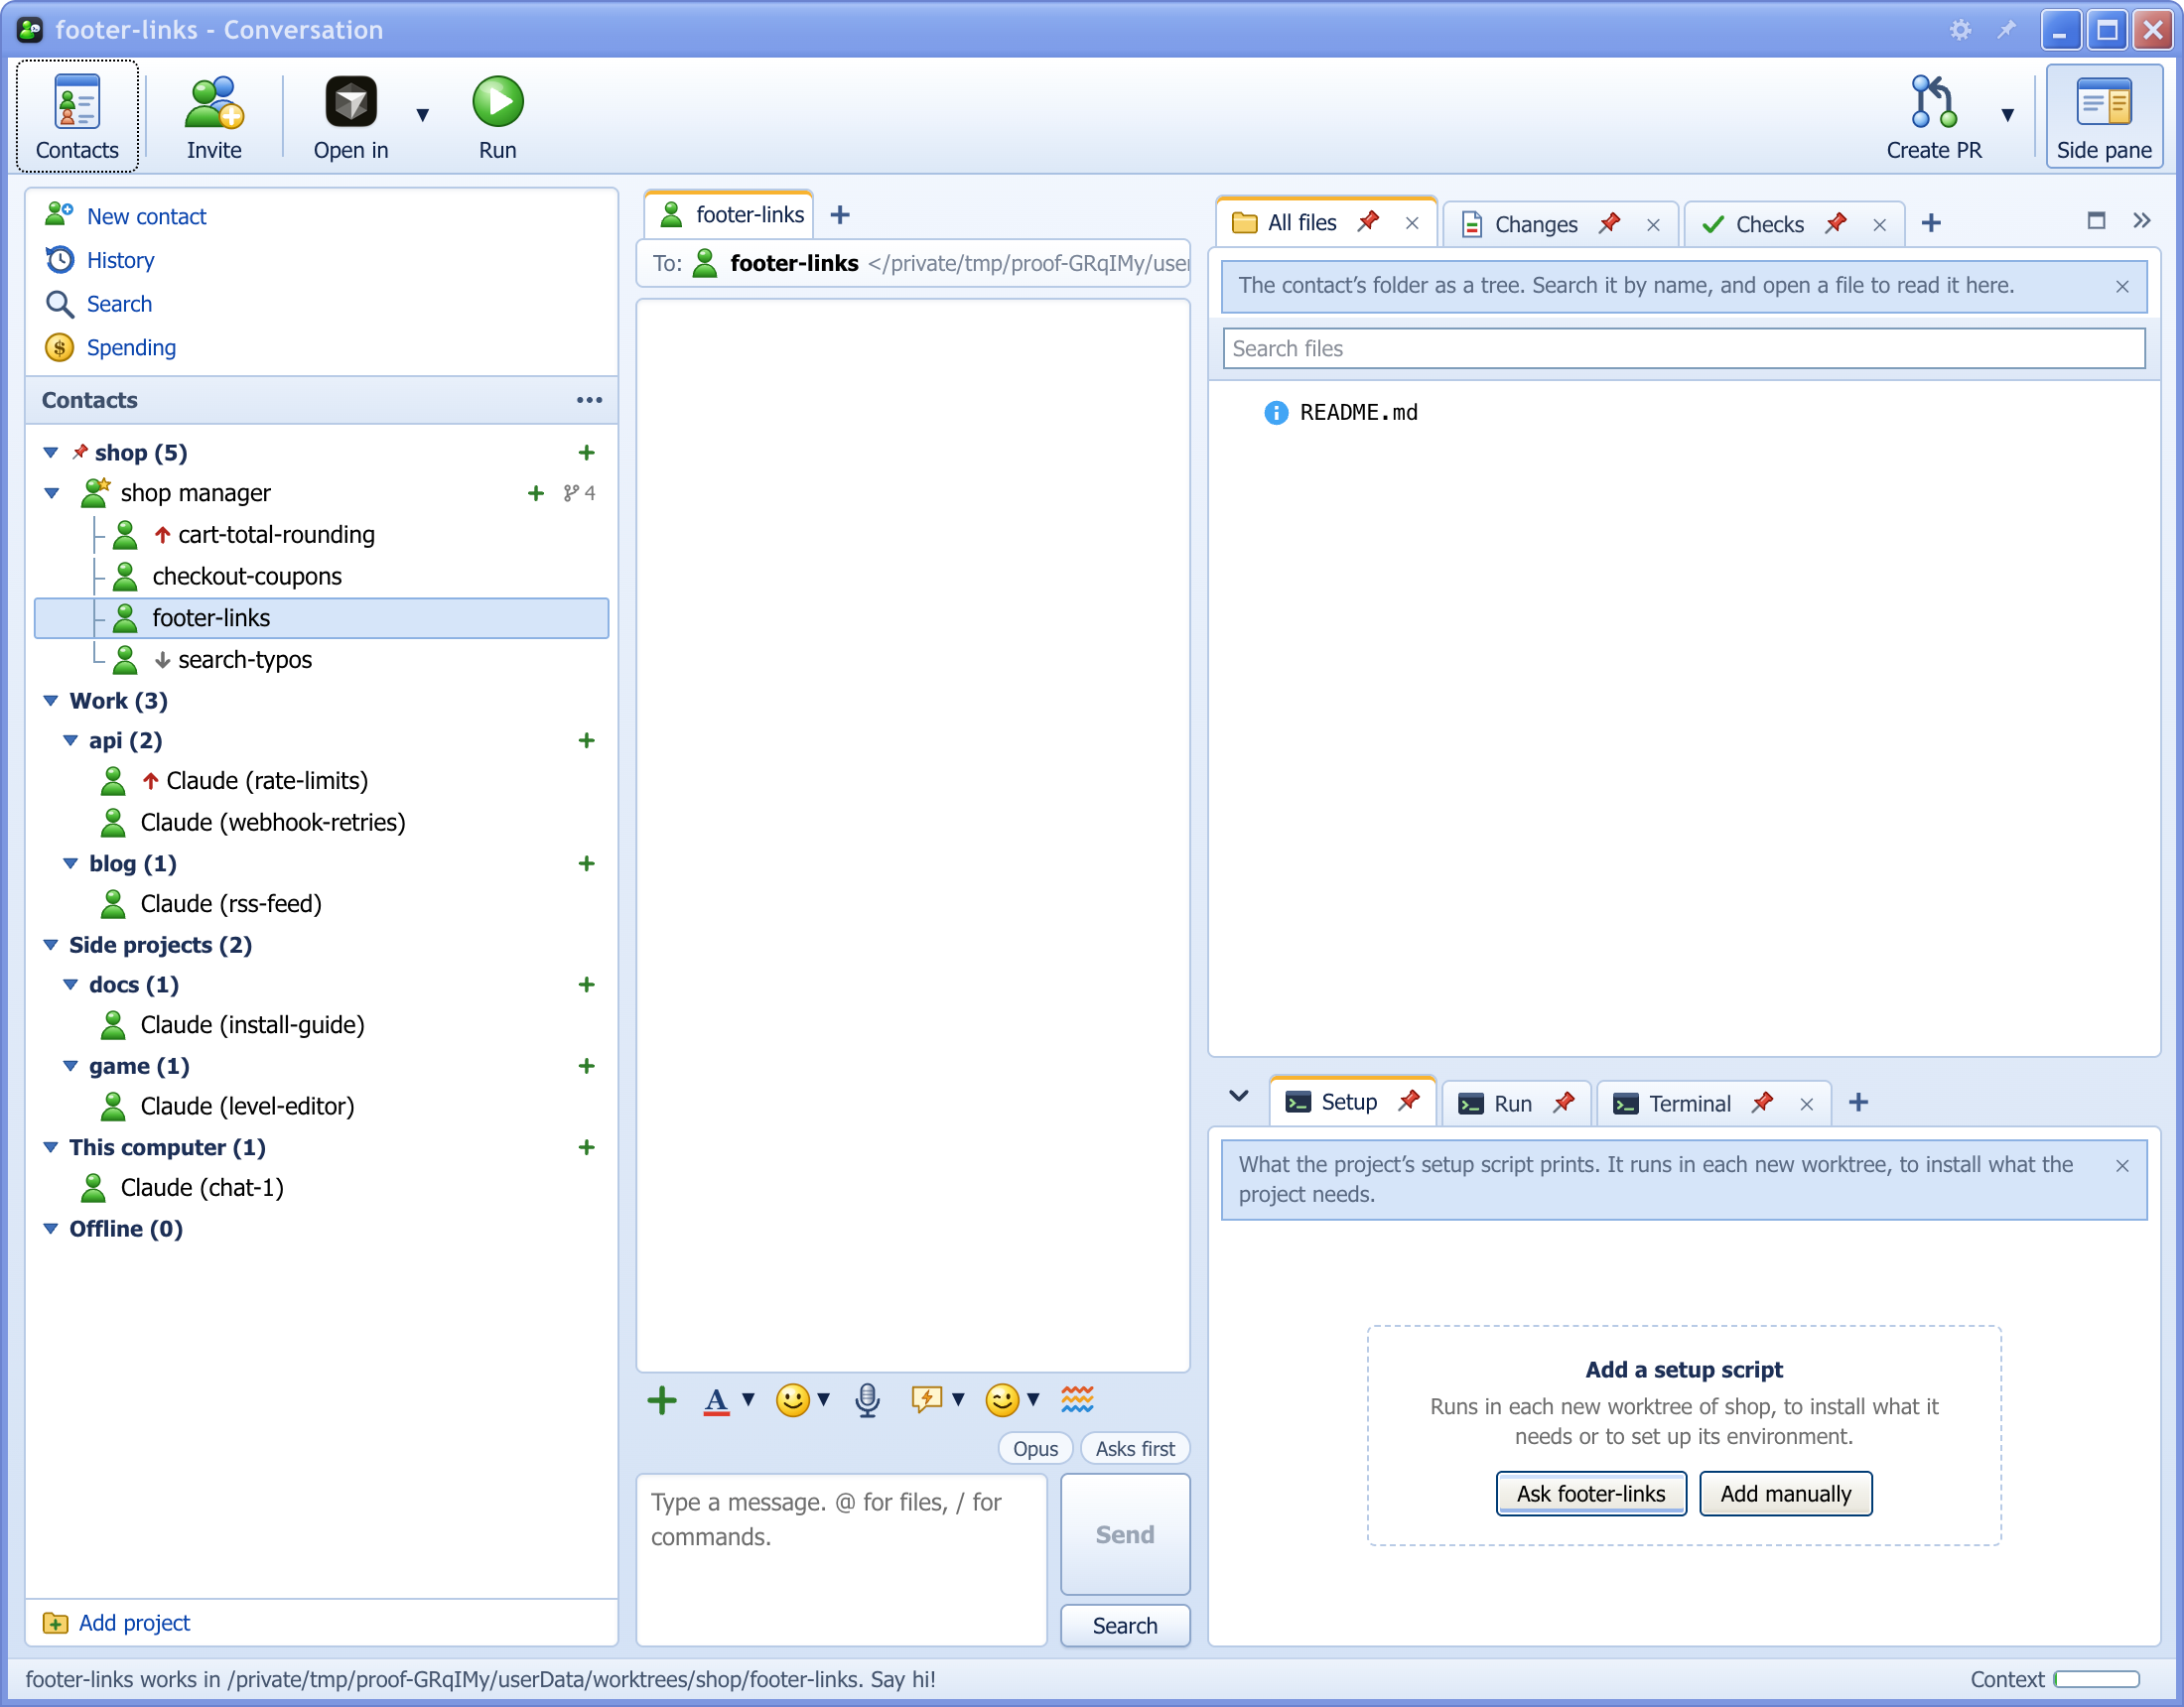 footer-links - Conversation
Contacts
Invite
Open in
Run
Create PR
Side pane
New contact
History
Search
Spending
Contacts
shop (5)
shop manager
4
cart-total-rounding
checkout-coupons
footer-links
search-typos
Work (3)
api (2)
Claude (rate-limits)
Claude (webhook-retries)
blog (1)
Claude (rss-feed)
Side projects (2)
docs (1)
Claude (install-guide)
game (1)
Claude (level-editor)
This computer (1)
Claude (chat-1)
Offline (0)
Add project
footer-links
To: footer-links </private/tmp/proof-GRqIMy/user
Opus
Asks first
Type a message. @ for files, / for
commands.
Send
Search
All files
Changes
Checks
The contact’s folder as a tree. Search it by name, and open a file to read it here.
Search files
README.md
Setup
Run
Terminal
What the project’s setup script prints. It runs in each new worktree, to install what the
project needs.
Add a setup script
Runs in each new worktree of shop, to install what it
needs or to set up its environment.
Ask footer-links
Add manually
footer-links works in /private/tmp/proof-GRqIMy/userData/worktrees/shop/footer-links. Say hi!
Context